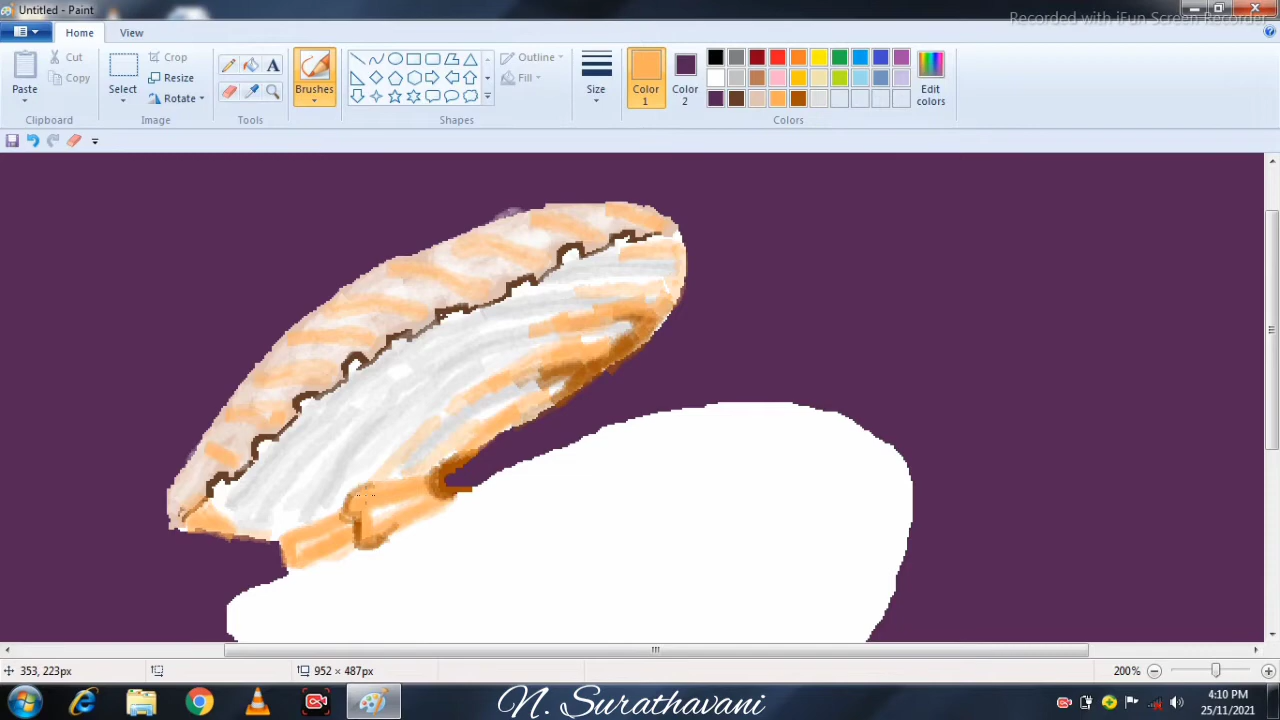 Untitled - Paint
Recorded with iFun Screen Recorder
Home
View
Paste
Cut
Copy
Clipboard
Select
Crop
Resize
Rotate
Image
A
Tools
Brushes
Outline
Fill
Shapes
Size
Color
1
Color
2
Edit
colors
Colors
353, 223px
952 × 487px
200%
N. Surathavani
4:10 PM
25/11/2021